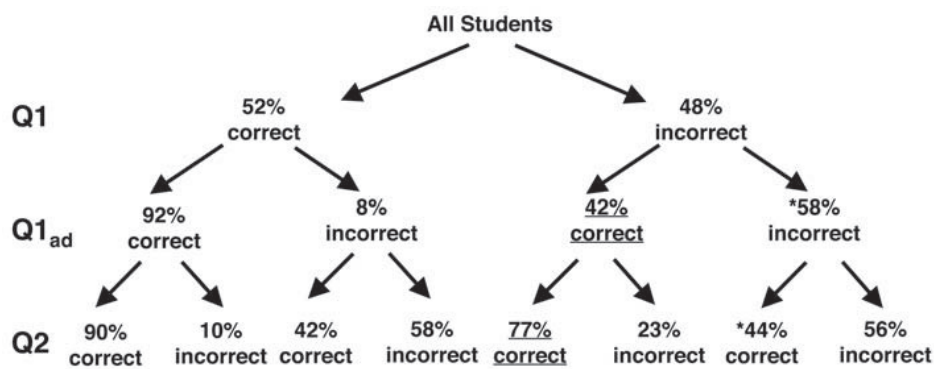 All Students
Q1
52%
correct
48%
incorrect
Q1ad
92%
correct
8%
incorrect
42%
correct
*58%
incorrect
Q2
90%
correct
10%
incorrect
42%
correct
58%
incorrect
77%
correct
23%
incorrect
*44%
correct
56%
incorrect